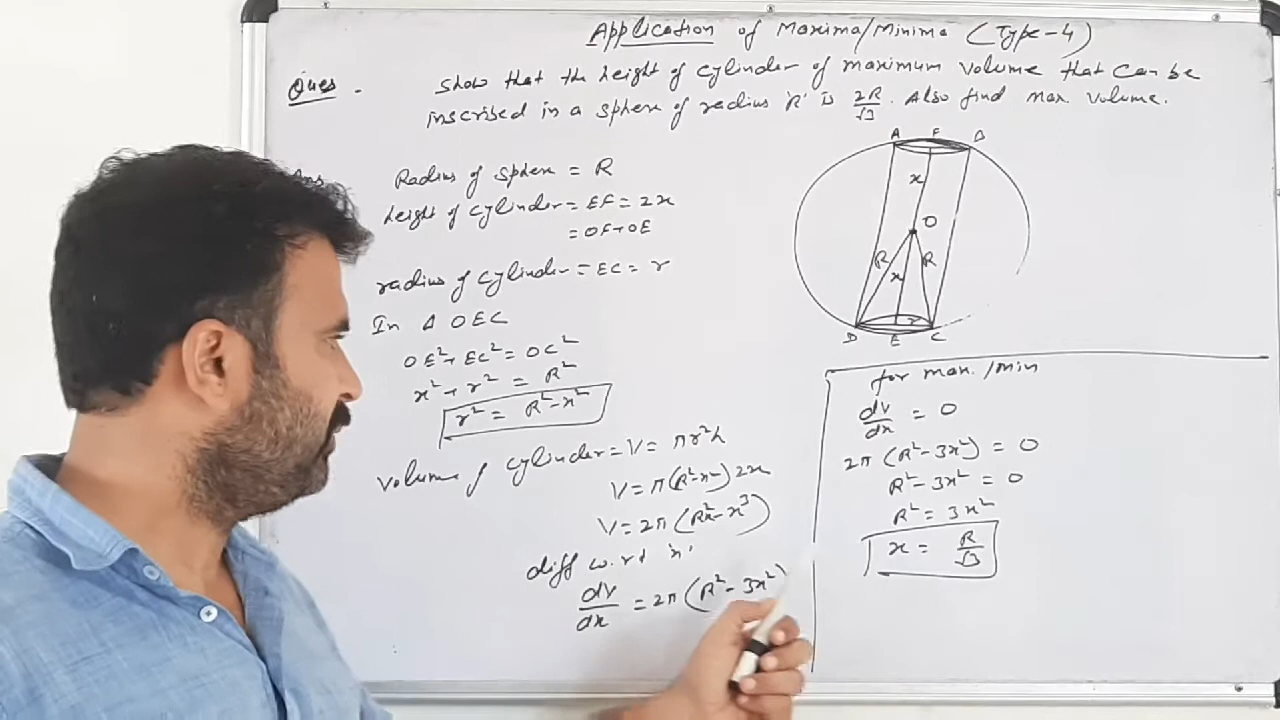 Application of Maxima/Minima (Type-4)
Ques. Show that the height of cylinder of maximum volume that can be
inscribed in a sphere of radius 'R' is 2R/√3. Also find max. volume.
Ans
Radius of sphere = R
height of cylinder = EF = 2x
= OF+OE
radius of cylinder = EC = r
In Δ OEC
OE² + EC² = OC²
x² + r² = R²
r² = R²-x²
volume of cylinder = V = πr²h
V = π(R²-x²)2x
V = 2π(R²x-x³)
diff w.r.t 'x'
dv/dx = 2π(R²-3x²)
A F B
x
O
R x R
r
D E C
for max./min
dv/dx = 0
2π(R²-3x²) = 0
R²-3x² = 0
R² = 3x²
x = R/√3